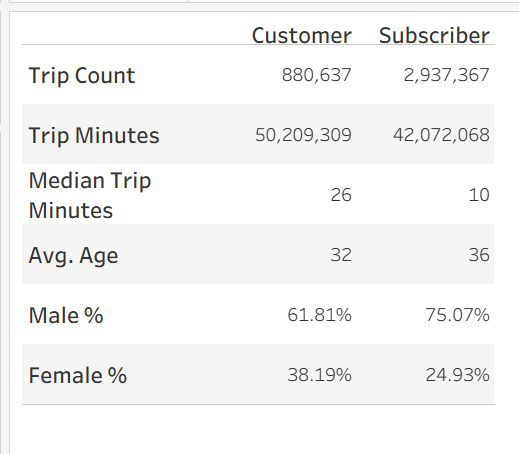 Customer Subscriber
Trip Count 880,637 2,937,367
Trip Minutes 50,209,309 42,072,068
Median Trip
Minutes 26 10
Avg. Age 32 36
Male % 61.81% 75.07%
Female % 38.19% 24.93%